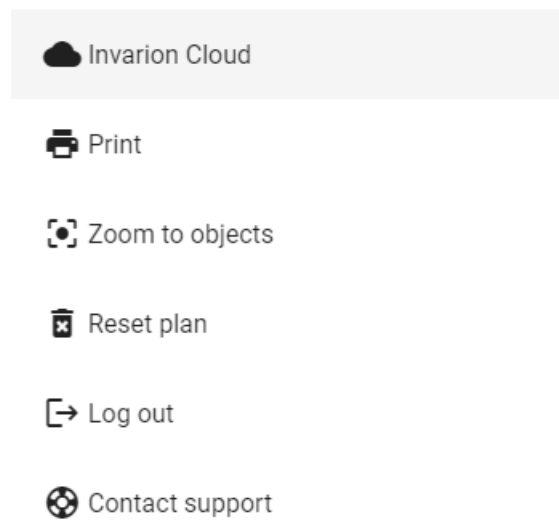 Invarion Cloud
Print
Zoom to objects
Reset plan
Log out
Contact support